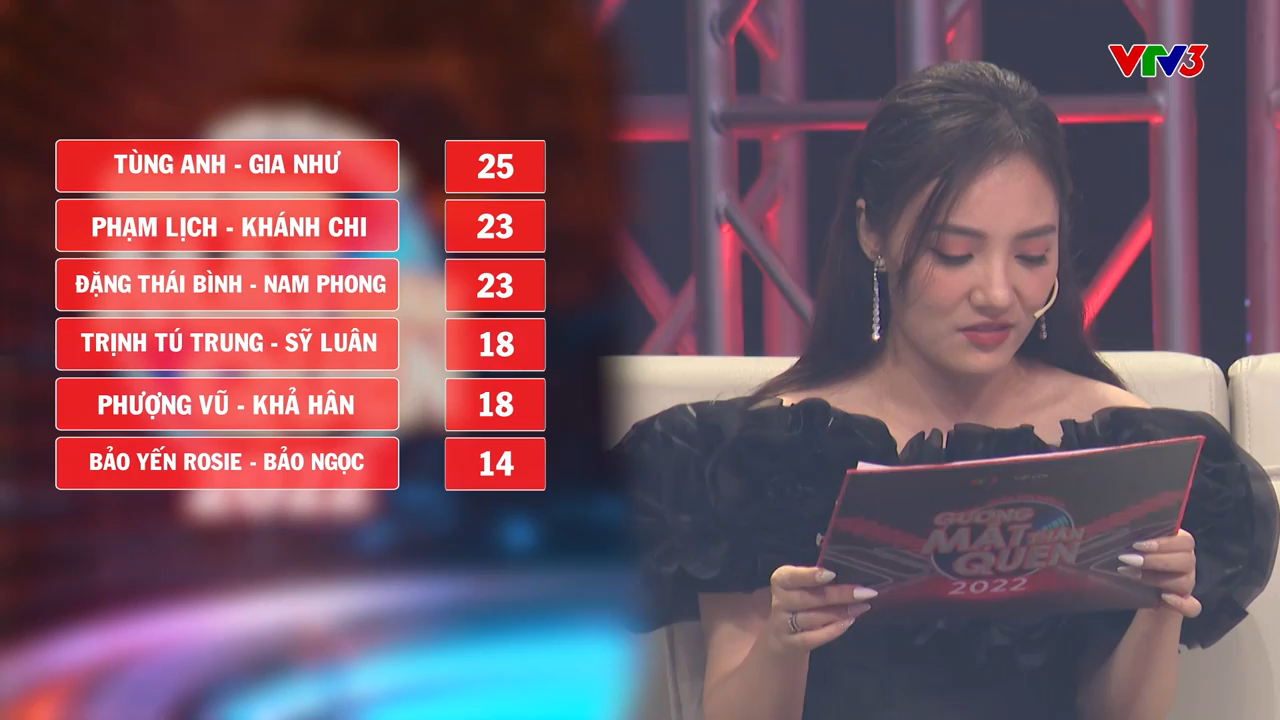 VTV3
TÙNG ANH - GIA NHƯ 25
PHẠM LỊCH - KHÁNH CHI 23
ĐẶNG THÁI BÌNH - NAM PHONG 23
TRỊNH TÚ TRUNG - SỸ LUÂN 18
PHƯỢNG VŨ - KHẢ HÂN 18
BẢO YẾN ROSIE - BẢO NGỌC 14
GƯƠNG
MẶT THÂN
QUEN
2022